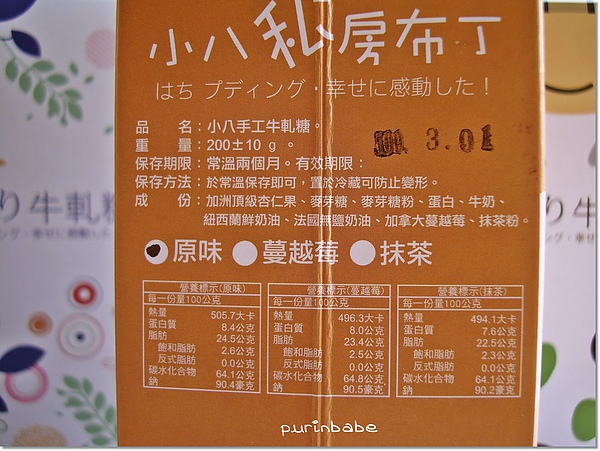 小八私房布丁
はち プディング・幸せに感動した!
品 名：小八手工牛軋糖。
重 量：200±10 g 。
保存期限：常溫兩個月。有效期限：
3.01
保存方法：於常溫保存即可，置於冷藏可防止變形。
成 份：加洲頂級杏仁果、麥芽糖、麥芽糖粉、蛋白、牛奶、
紐西蘭鮮奶油、法國無鹽奶油、加拿大蔓越莓、抹茶粉。
原味 蔓越莓 抹茶
營養標示(原味)
每一份量100公克
熱量 505.7大卡
蛋白質 8.4公克
脂肪 24.5公克
飽和脂肪 2.6公克
反式脂肪 0.0公克
碳水化合物 64.1公克
鈉 90.4豪克
營養標示(蔓越莓)
每一份量100公克
熱量 496.3大卡
蛋白質 8.0公克
脂肪 23.4公克
飽和脂肪 2.5公克
反式脂肪 0.0公克
碳水化合物 64.8公克
鈉 90.5豪克
營養標示(抹茶)
每一份量100公克
熱量 494.1大卡
蛋白質 7.6公克
脂肪 22.5公克
飽和脂肪 2.3公克
反式脂肪 0.0公克
碳水化合物 64.1公克
鈉 90.2豪克
り牛軋
purinbabe